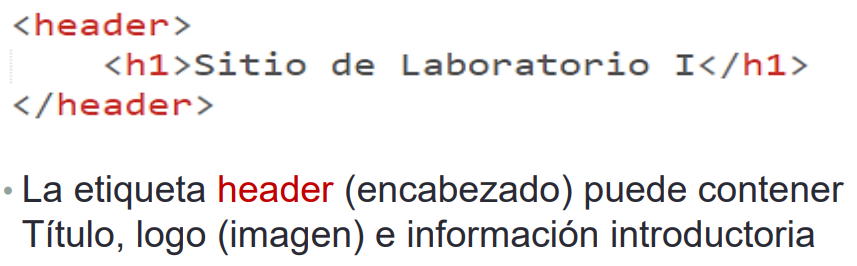 <header>
    <h1>Sitio de Laboratorio I</h1>
</header>
• La etiqueta header (encabezado) puede contener
Título, logo (imagen) e información introductoria